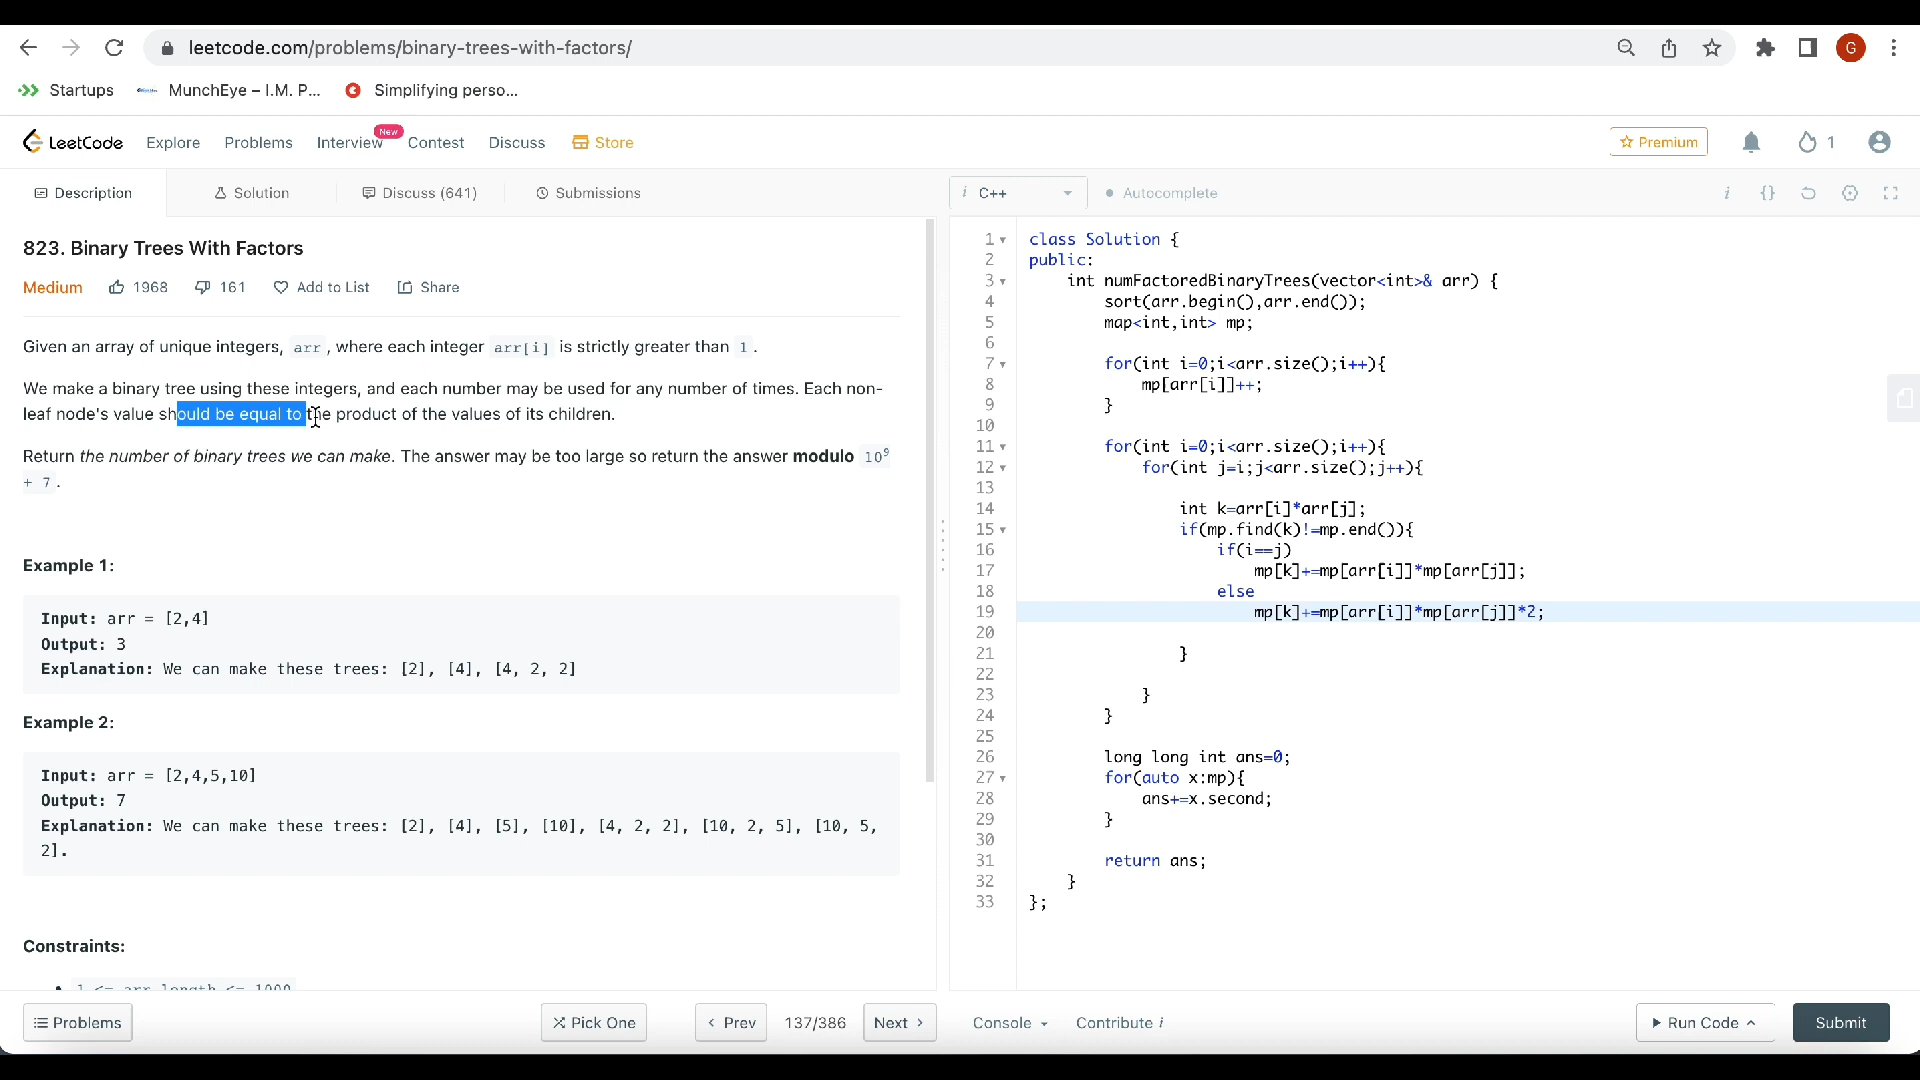 leetcode.com/problems/binary-trees-with-factors/
G
Startups MunchEye – I.M. P... Simplifying perso...
LeetCode Explore Problems Interview New Contest Discuss Store
Premium 1
Description Solution Discuss (641) Submissions
i C++ Autocomplete i {}
823. Binary Trees With Factors
Medium 1968 161 Add to List Share
Given an array of unique integers, arr, where each integer arr[i] is strictly greater than 1.
We make a binary tree using these integers, and each number may be used for any number of times. Each non-
leaf node's value should be equal to the product of the values of its children.
Return the number of binary trees we can make. The answer may be too large so return the answer modulo 10⁹
+ 7.
Example 1:
Input: arr = [2,4]
Output: 3
Explanation: We can make these trees: [2], [4], [4, 2, 2]
Example 2:
Input: arr = [2,4,5,10]
Output: 7
Explanation: We can make these trees: [2], [4], [5], [10], [4, 2, 2], [10, 2, 5], [10, 5,
2].
Constraints:
1 <= arr.length <= 1000
1 class Solution {
2 public:
3 int numFactoredBinaryTrees(vector<int>& arr) {
4 sort(arr.begin(),arr.end());
5 map<int,int> mp;
6
7 for(int i=0;i<arr.size();i++){
8 mp[arr[i]]++;
9 }
10
11 for(int i=0;i<arr.size();i++){
12 for(int j=i;j<arr.size();j++){
13
14 int k=arr[i]*arr[j];
15 if(mp.find(k)!=mp.end()){
16 if(i==j)
17 mp[k]+=mp[arr[i]]*mp[arr[j]];
18 else
19 mp[k]+=mp[arr[i]]*mp[arr[j]]*2;
20
21 }
22
23 }
24 }
25
26 long long int ans=0;
27 for(auto x:mp){
28 ans+=x.second;
29 }
30
31 return ans;
32 }
33 };
Problems Pick One Prev 137/386 Next Console Contribute i Run Code Submit